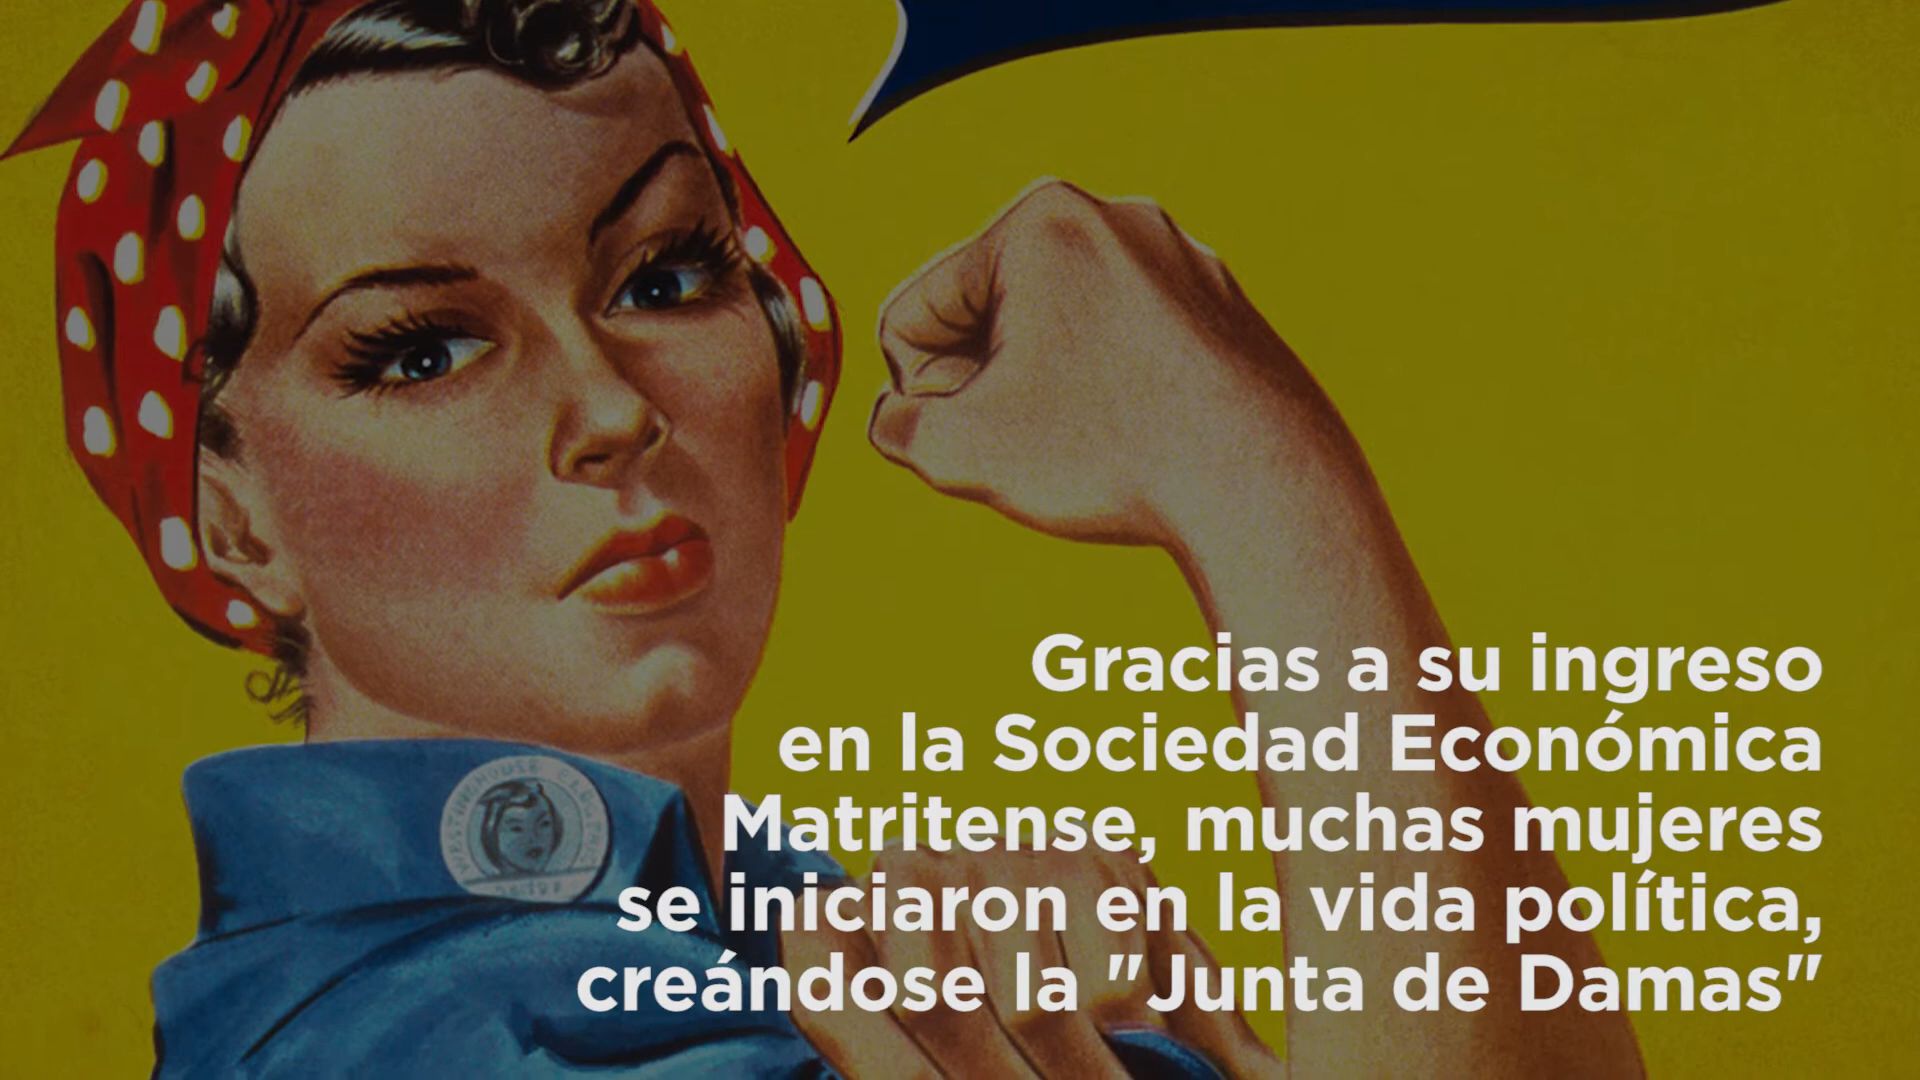 Gracias a su ingreso
en la Sociedad Económica
Matritense, muchas mujeres
se iniciaron en la vida política,
creándose la "Junta de Damas"